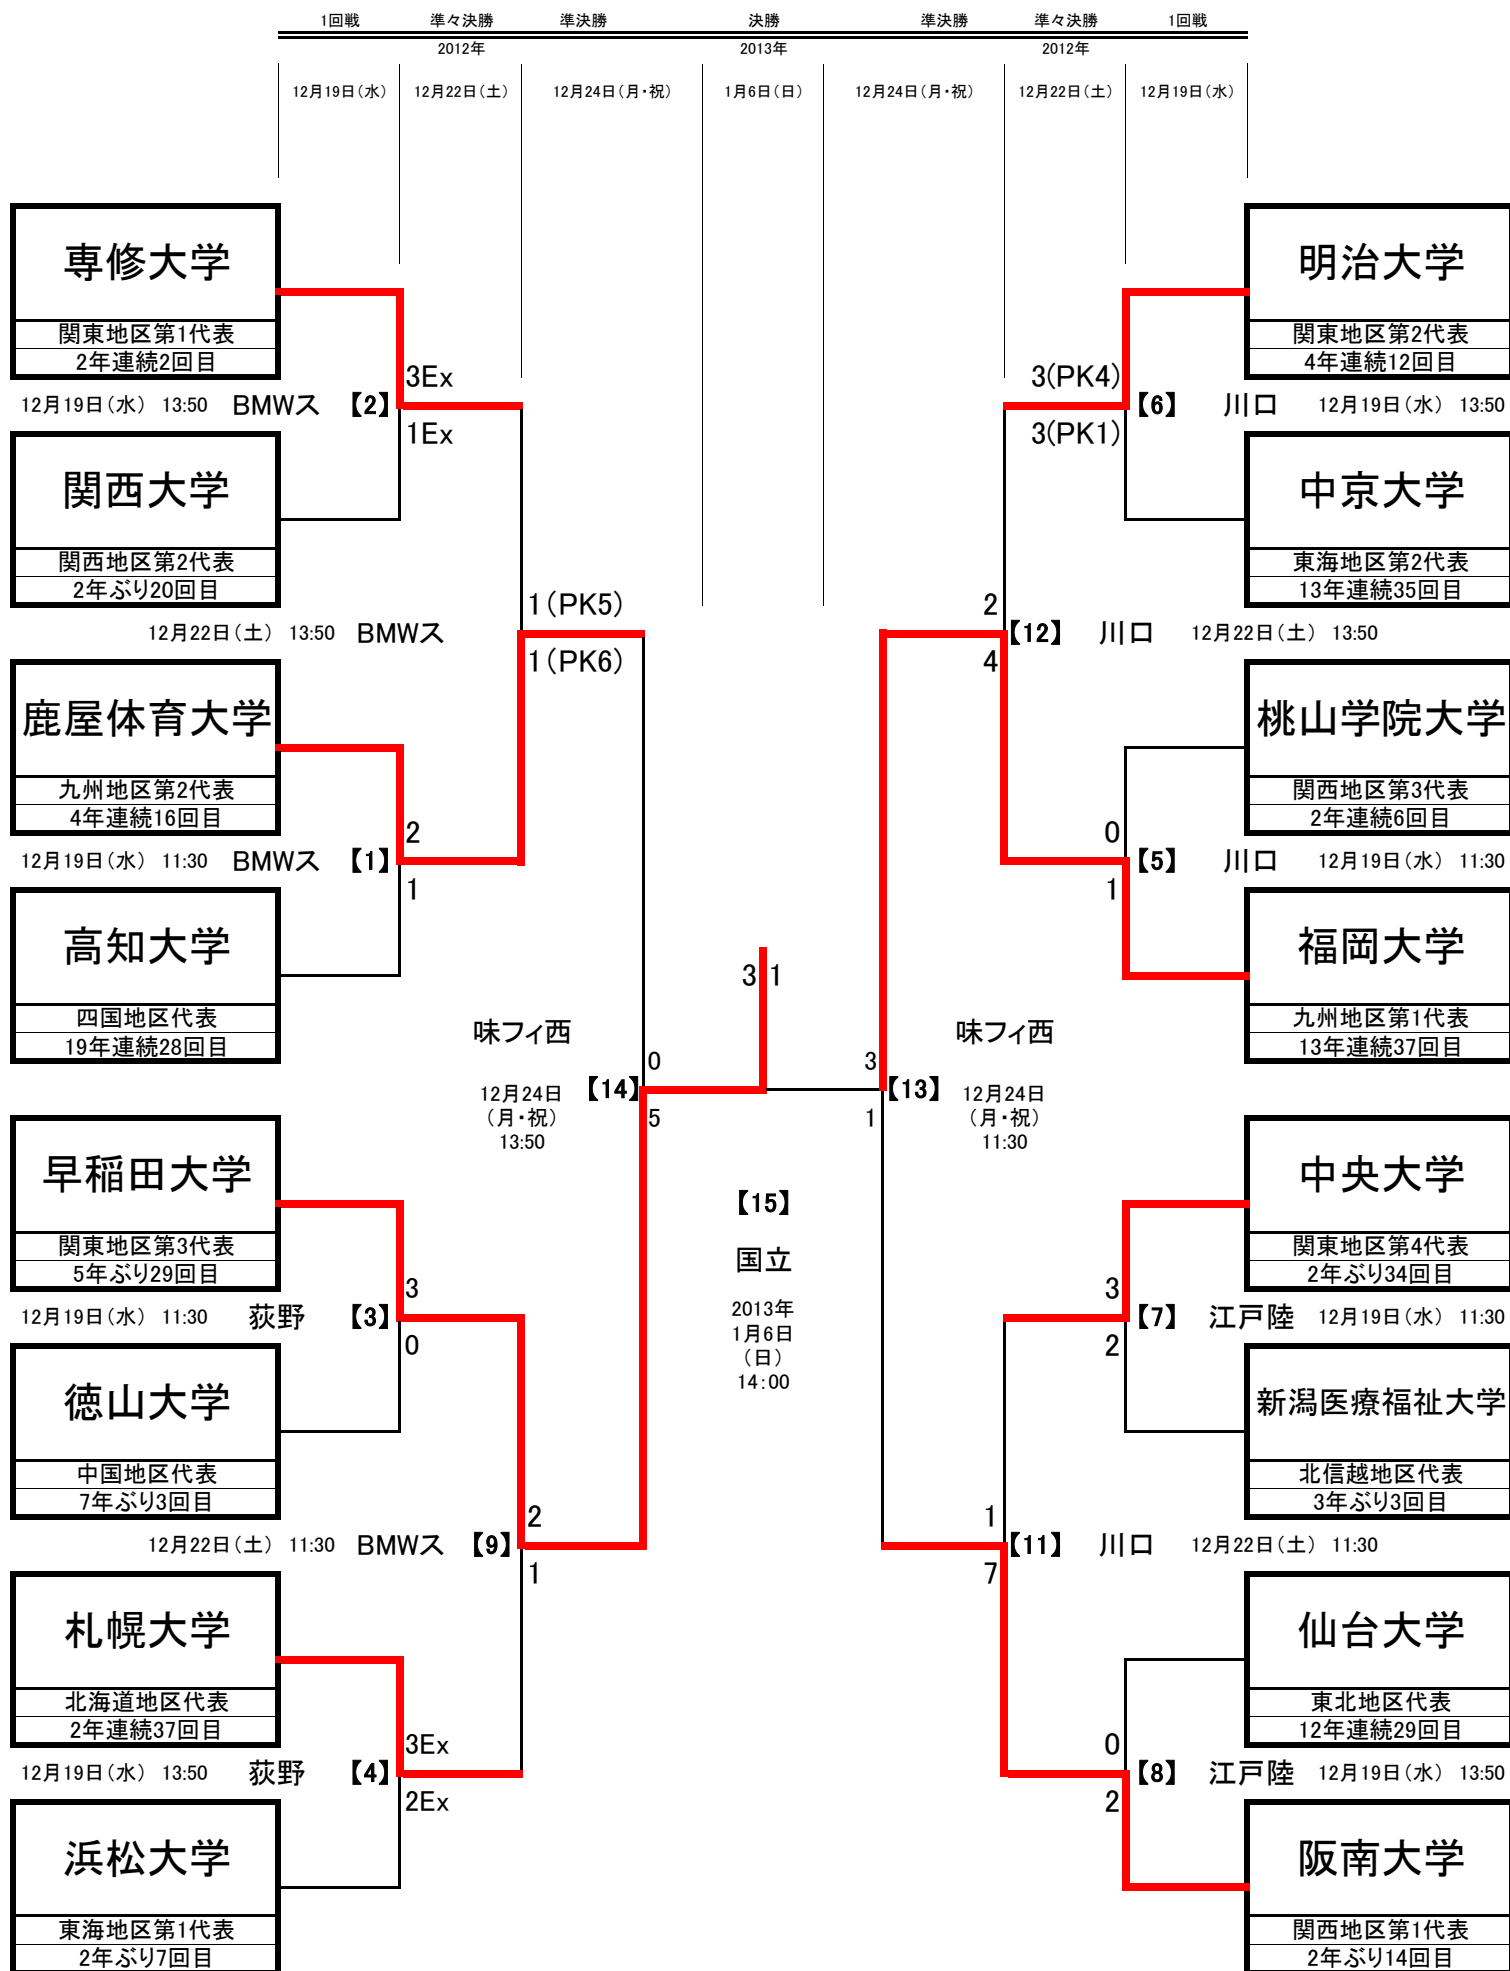 1回戦 準々決勝 準決勝 決勝 準決勝 準々決勝 1回戦
2012年 2013年 2012年
12月19日(水) 12月22日(土) 12月24日(月・祝) 1月6日(日) 12月24日(月・祝) 12月22日(土) 12月19日(水)
専修大学 明治大学
関東地区第1代表 関東地区第2代表
2年連続2回目 3Ex 3(PK4) 4年連続12回目
12月19日(水) 13:50 BMWス 【2】 【6】 川口 12月19日(水) 13:50
1Ex 3(PK1)
関西大学 中京大学
関西地区第2代表 東海地区第2代表
2年ぶり20回目 1(PK5) 2 13年連続35回目
12月22日(土) 13:50 BMWス 【12】 川口 12月22日(土) 13:50
1(PK6) 4
鹿屋体育大学 桃山学院大学
九州地区第2代表 関西地区第3代表
4年連続16回目 2 0 2年連続6回目
12月19日(水) 11:30 BMWス 【1】 【5】 川口 12月19日(水) 11:30
1 1
高知大学 福岡大学
3 1
四国地区代表 九州地区第1代表
19年連続28回目 味フィ西 味フィ西 13年連続37回目
0 3
12月24日 【14】 【13】 12月24日
(月・祝) 5 1 (月・祝)
13:50 11:30
早稲田大学 中央大学
【15】
関東地区第3代表 国立 関東地区第4代表
5年ぶり29回目 3 3 2年ぶり34回目
12月19日(水) 11:30 荻野 【3】 2013年 【7】 江戸陸 12月19日(水) 11:30
0 1月6日 2
(日)
14:00
徳山大学 新潟医療福祉大学
中国地区代表 北信越地区代表
7年ぶり3回目 2 1 3年ぶり3回目
12月22日(土) 11:30 BMWス 【9】 【11】 川口 12月22日(土) 11:30
1 7
札幌大学 仙台大学
北海道地区代表 東北地区代表
2年連続37回目 3Ex 0 12年連続29回目
12月19日(水) 13:50 荻野 【4】 【8】 江戸陸 12月19日(水) 13:50
2Ex 2
浜松大学 阪南大学
東海地区第1代表 関西地区第1代表
2年ぶり7回目 2年ぶり14回目